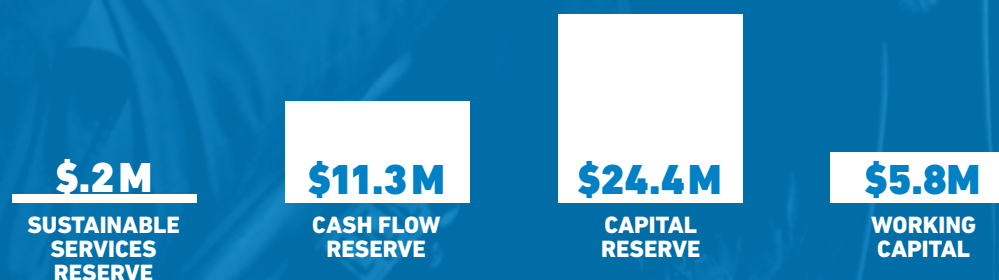 $.2M
SUSTAINABLE
SERVICES
RESERVE
$11.3M
CASH FLOW
RESERVE
$24.4M
CAPITAL
RESERVE
$5.8M
WORKING
CAPITAL